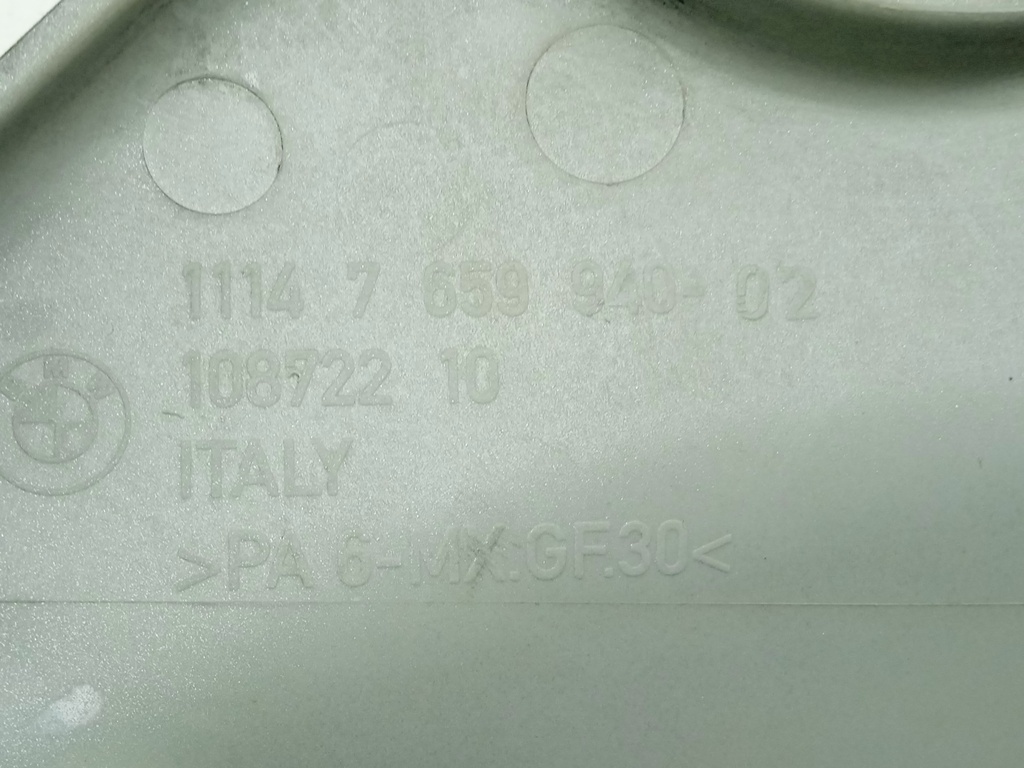 1114 7 659 940- 02
108722 10
ITALY
>PA 6-MX.GF.30<